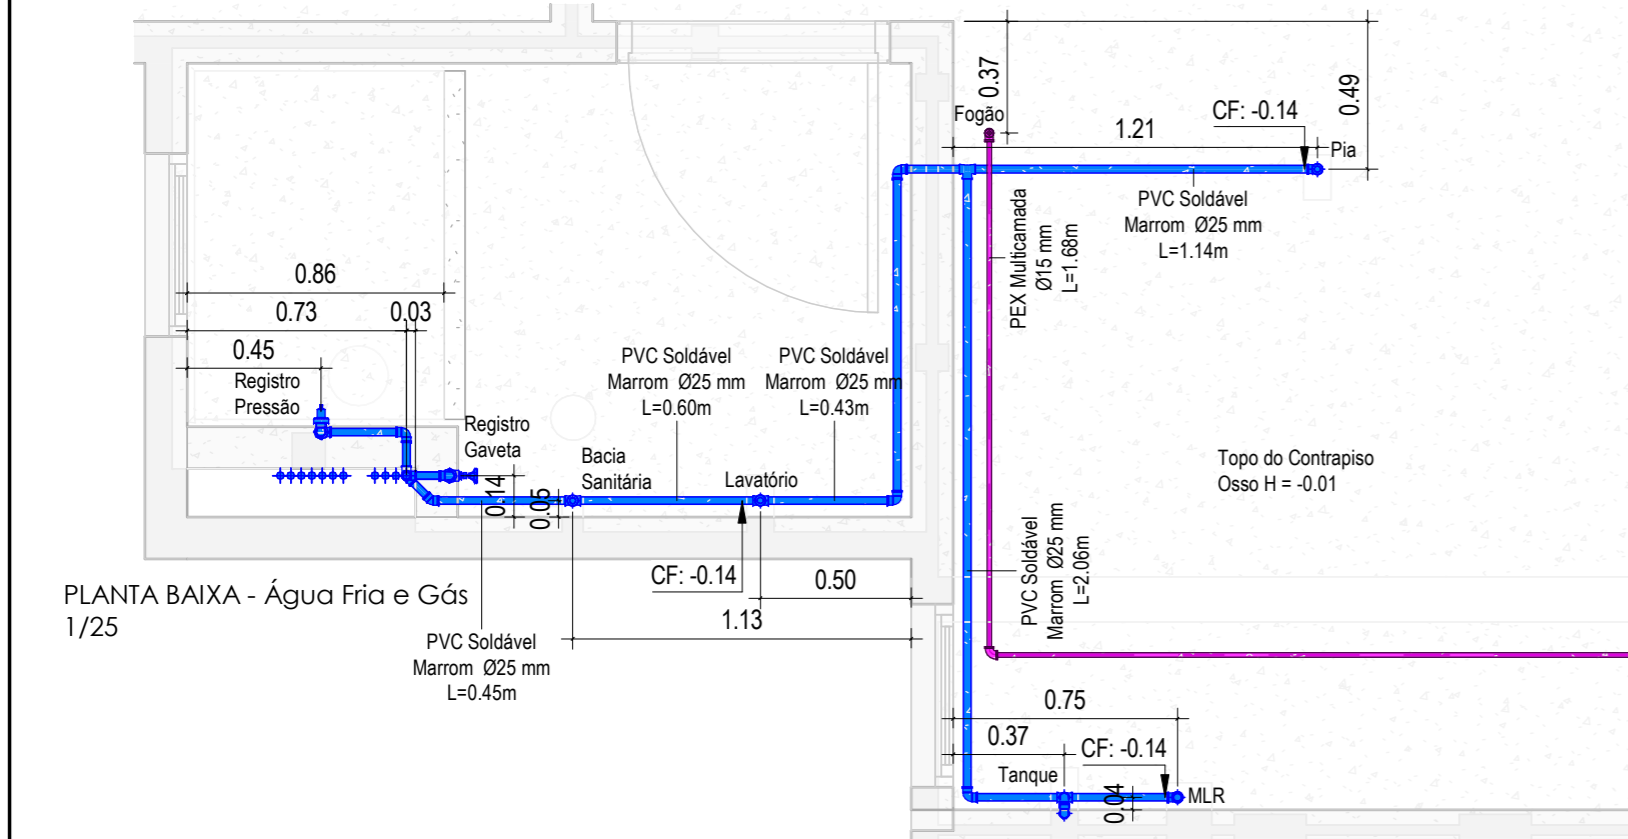 0.37
0.49
Fogão
CF: -0.14
1.21
Pia
PVC Soldável
Marrom Ø25 mm
L=1.14m
PEX Multicamada
Ø15 mm
L=1.68m
0.86
0.73
0.03
0.45
Registro
Pressão
PVC Soldável
Marrom Ø25 mm
L=0.60m
PVC Soldável
Marrom Ø25 mm
L=0.43m
Registro
Gaveta
Bacia
Sanitária
Lavatório
0.14
0.05
Topo do Contrapiso
Osso H = -0.01
PVC Soldável
Marrom Ø25 mm
L=2.06m
CF: -0.14
0.50
1.13
PLANTA BAIXA - Água Fria e Gás
1/25
PVC Soldável
Marrom Ø25 mm
L=0.45m
0.75
0.37
CF: -0.14
Tanque
0.04
MLR